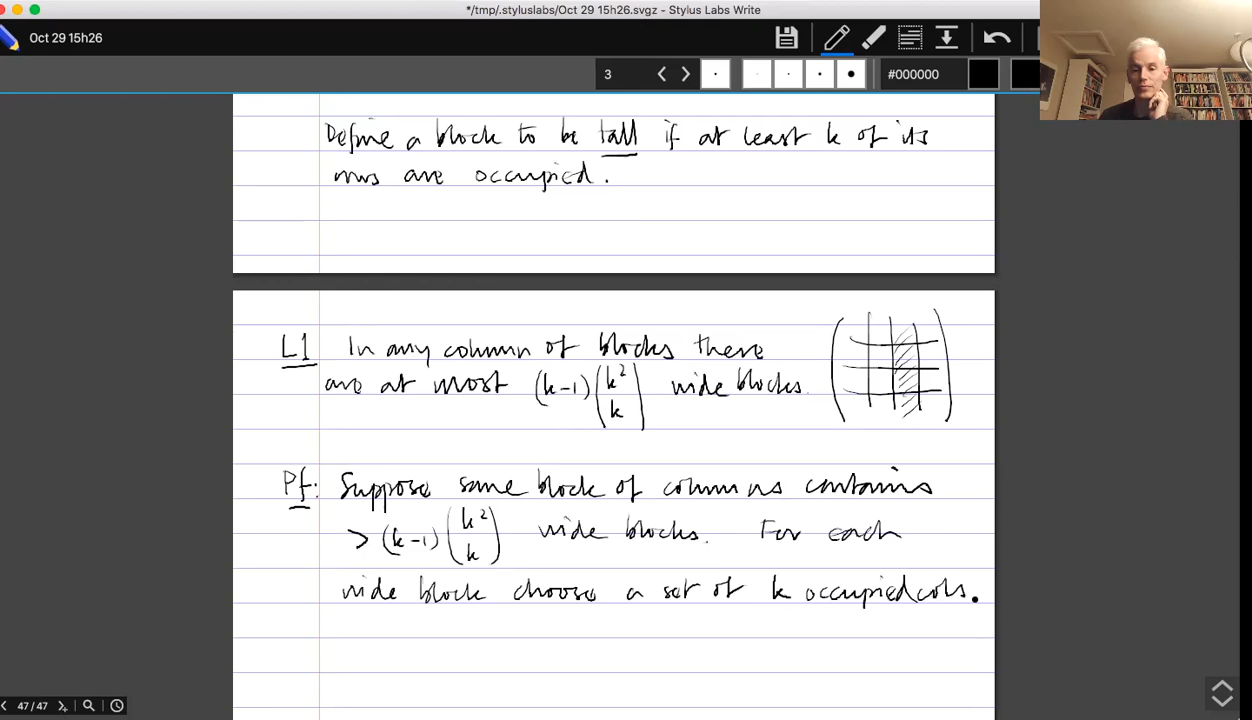 */tmp/.styluslabs/Oct 29 15h26.svgz - Stylus Labs Write
Oct 29 15h26
3
#000000
Define a block to be tall if at least k of its
rows are occupied.
L1 In any column of blocks there
are at most (k-1)(k² k) wide blocks.
Pf: Suppose some block of columns contains
> (k-1)(k² k) wide blocks. For each
wide block choose a set of k occupied cols.
47/47